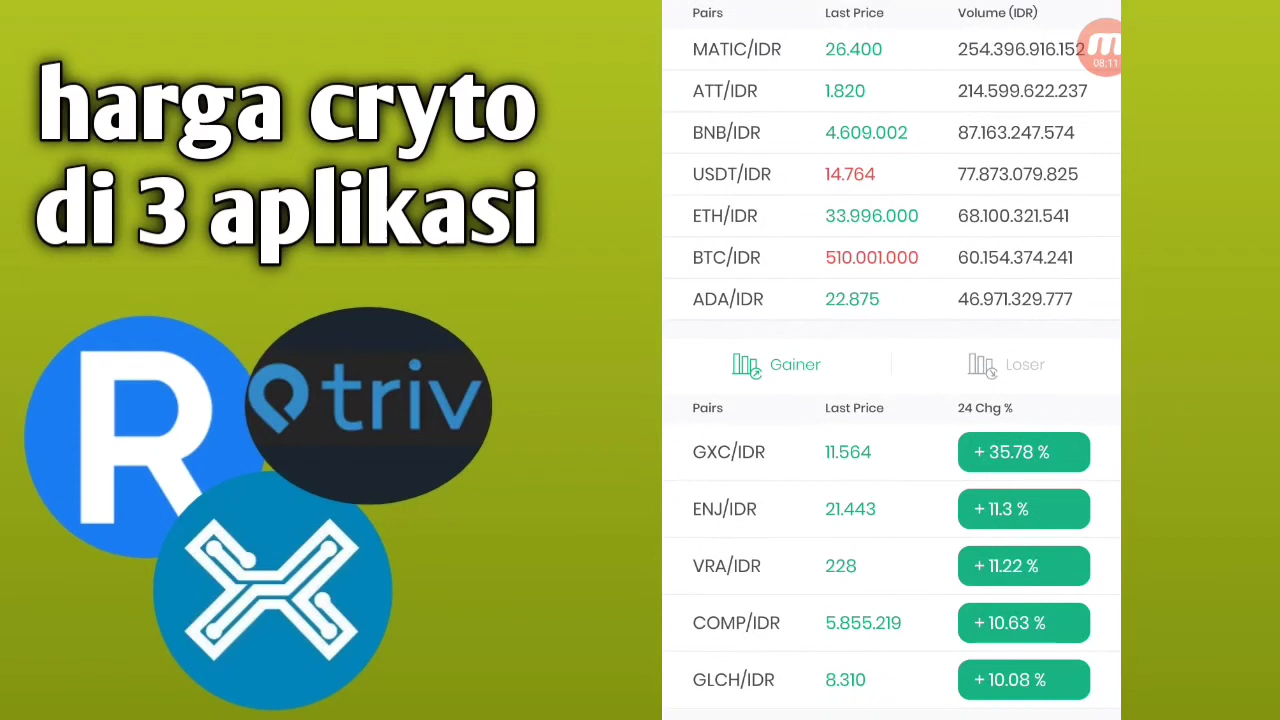 harga cryto
di 3 aplikasi
R
triv
Pairs Last Price Volume (IDR)
MATIC/IDR 26.400 254.396.916.152
08:11
ATT/IDR 1.820 214.599.622.237
BNB/IDR 4.609.002 87.163.247.574
USDT/IDR 14.764 77.873.079.825
ETH/IDR 33.996.000 68.100.321.541
BTC/IDR 510.001.000 60.154.374.241
ADA/IDR 22.875 46.971.329.777
Gainer Loser
Pairs Last Price 24 Chg %
GXC/IDR 11.564 + 35.78 %
ENJ/IDR 21.443 + 11.3 %
VRA/IDR 228 + 11.22 %
COMP/IDR 5.855.219 + 10.63 %
GLCH/IDR 8.310 + 10.08 %